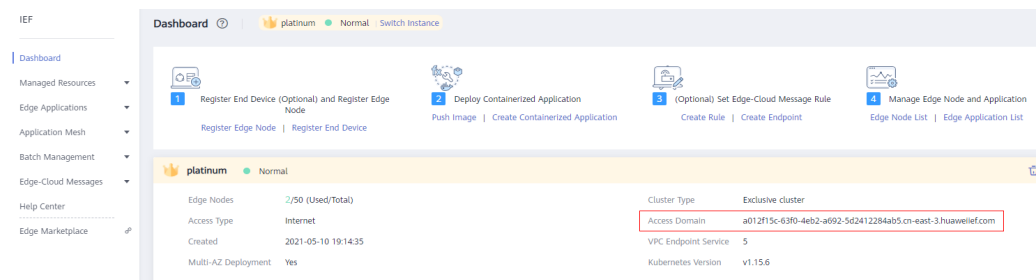 IEF
Dashboard
Managed Resources
Edge Applications
Application Mesh
Batch Management
Edge-Cloud Messages
Help Center
Edge Marketplace
Dashboard ? platinum Normal Switch Instance
1 Register End Device (Optional) and Register Edge Node
Register Edge Node | Register End Device
2 Deploy Containerized Application
Push Image | Create Containerized Application
3 (Optional) Set Edge-Cloud Message Rule
Create Rule | Create Endpoint
4 Manage Edge Node and Application
Edge Node List | Edge Application List
platinum Normal
Edge Nodes 2/50 (Used/Total)
Access Type Internet
Created 2021-05-10 19:14:35
Multi-AZ Deployment Yes
Cluster Type Exclusive cluster
Access Domain a012f15c-63f0-4eb2-a692-5d2412284ab5.cn-east-3.huaweiief.com
VPC Endpoint Service 5
Kubernetes Version v1.15.6